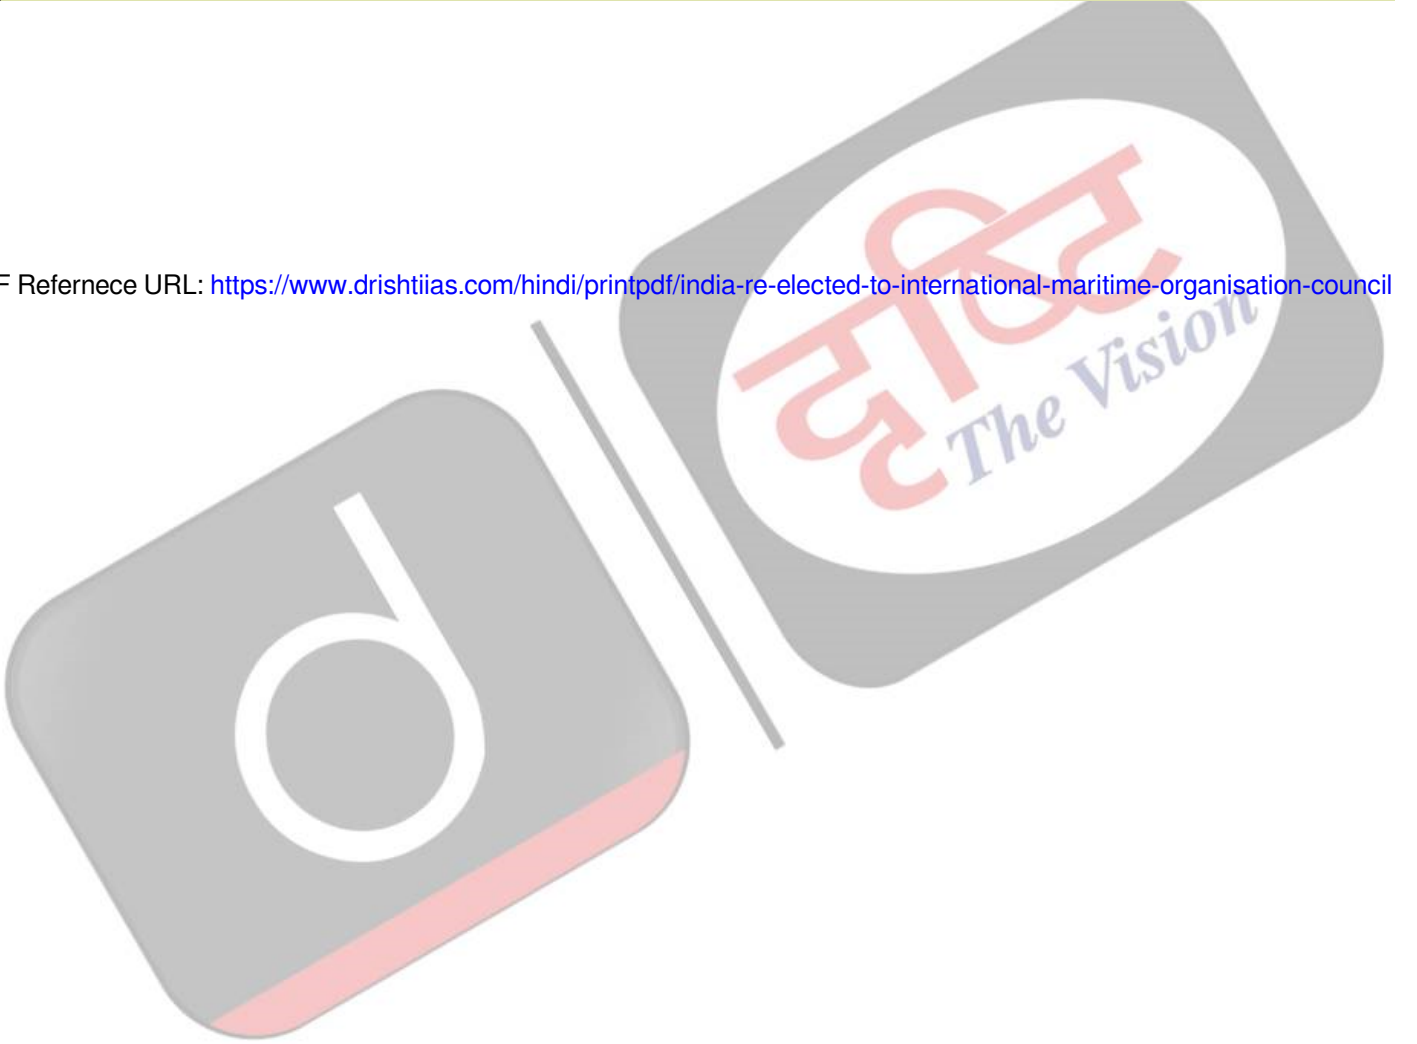 F Refernece URL: https://www.drishtiias.com/hindi/printpdf/india-re-elected-to-international-maritime-organisation-council
दृष्टि
The Vision
d